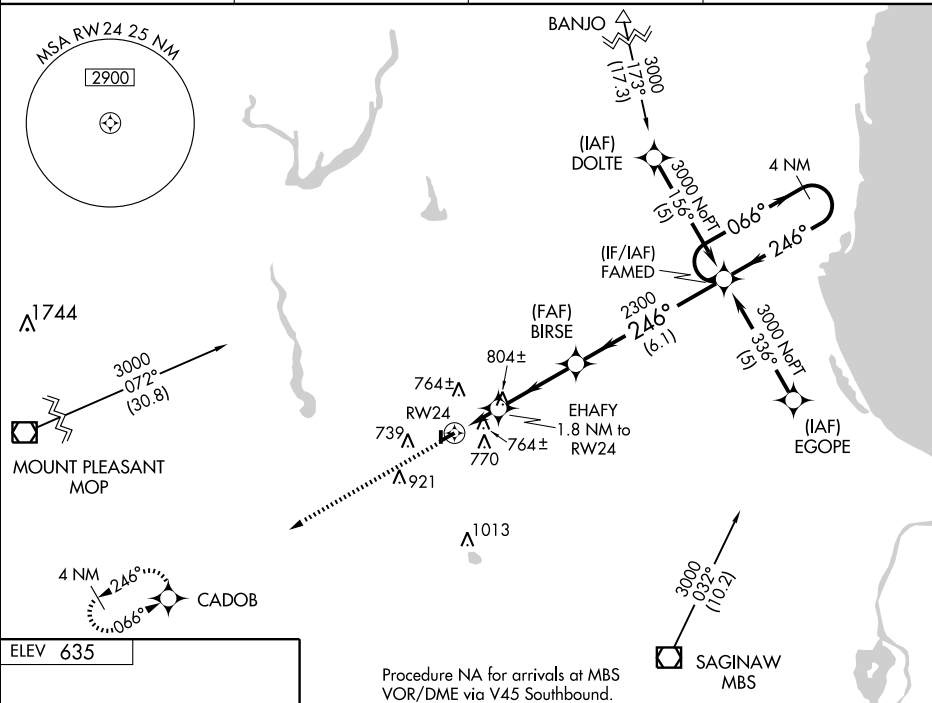 MSA RW 24 25 NM
2900
BANJO
3000
173°
(17.3)
(IAF)
DOLTE
3000 NoPT
156°
(5)
4 NM
066°
246°
(IF/IAF)
FAMED
2300
246°
(6.1)
(FAF)
BIRSE
3000 NoPT
336°
(5)
(IAF)
EGOPE
1744
3000
072°
(30.8)
MOUNT PLEASANT
MOP
804±
764±
RW24
739
EHAFY
1.8 NM to
RW24
764±
770
921
1013
4 NM
246°
066°
CADOB
3000
032°
(10.2)
SAGINAW
MBS
ELEV 635
Procedure NA for arrivals at MBS
VOR/DME via V45 Southbound.